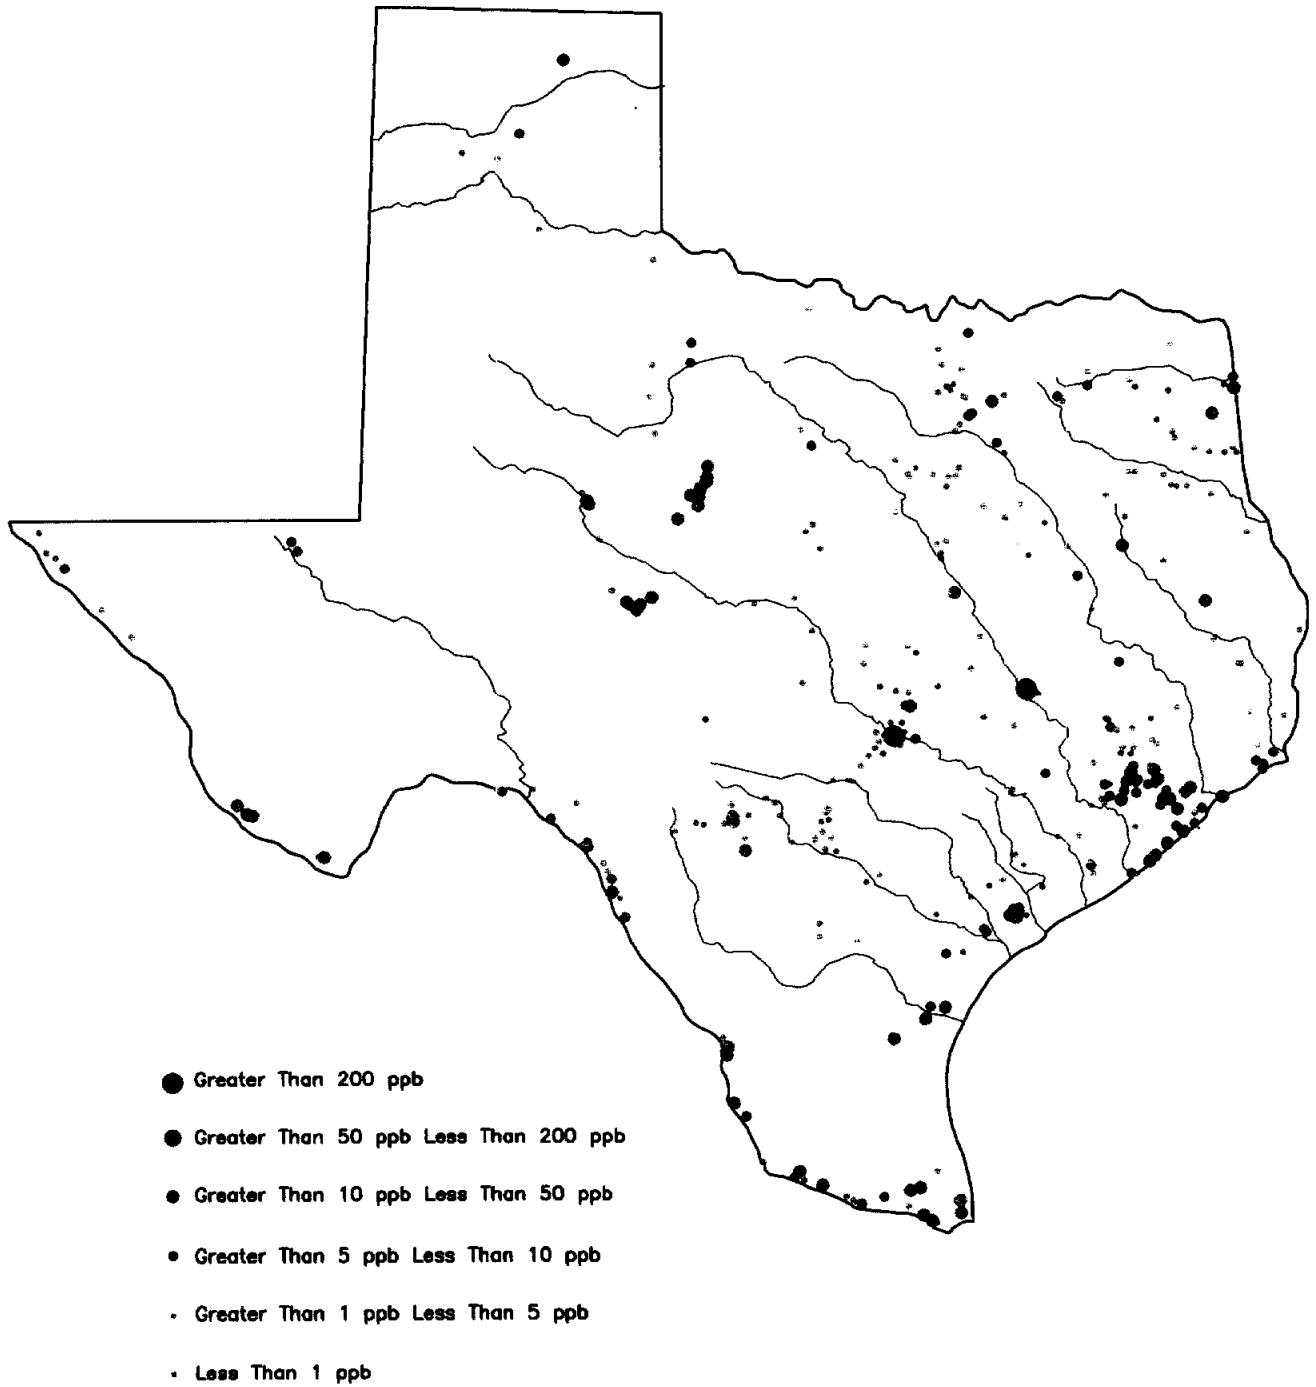 Greater Than 200 ppb
Greater Than 50 ppb Less Than 200 ppb
Greater Than 10 ppb Less Than 50 ppb
Greater Than 5 ppb Less Than 10 ppb
Greater Than 1 ppb Less Than 5 ppb
Less Than 1 ppb